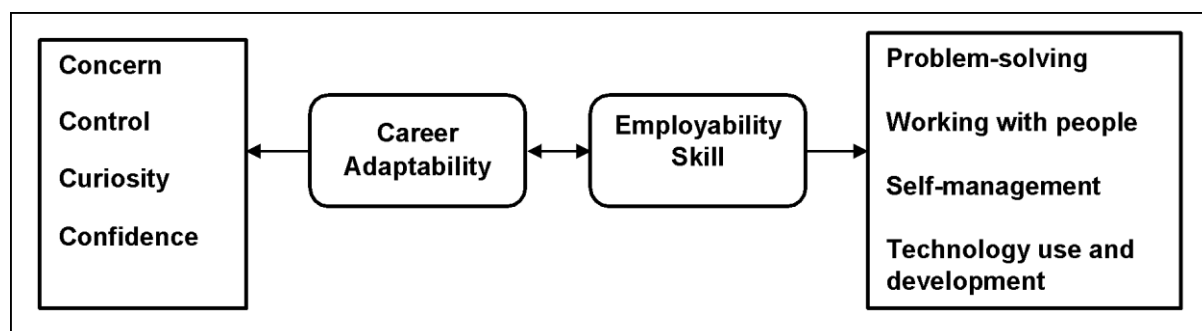 Concern
Control
Curiosity
Confidence
Career
Adaptability
Employability
Skill
Problem-solving
Working with people
Self-management
Technology use and
development